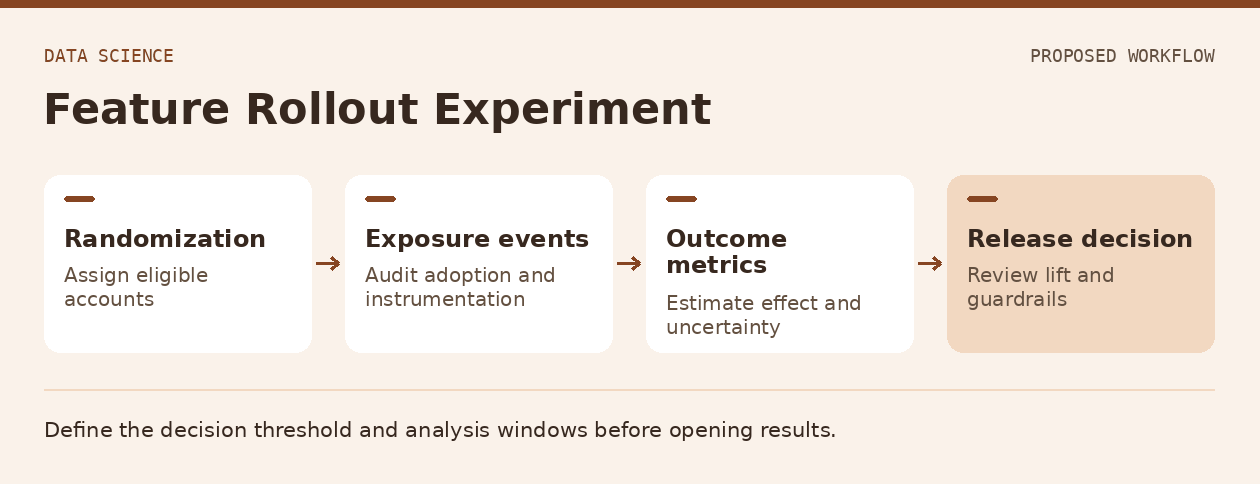 DATA SCIENCE
PROPOSED WORKFLOW
Feature Rollout Experiment
Randomization
Assign eligible
accounts
Exposure events
Audit adoption and
instrumentation
Outcome
metrics
Estimate effect and
uncertainty
Release decision
Review lift and
guardrails
Define the decision threshold and analysis windows before opening results.